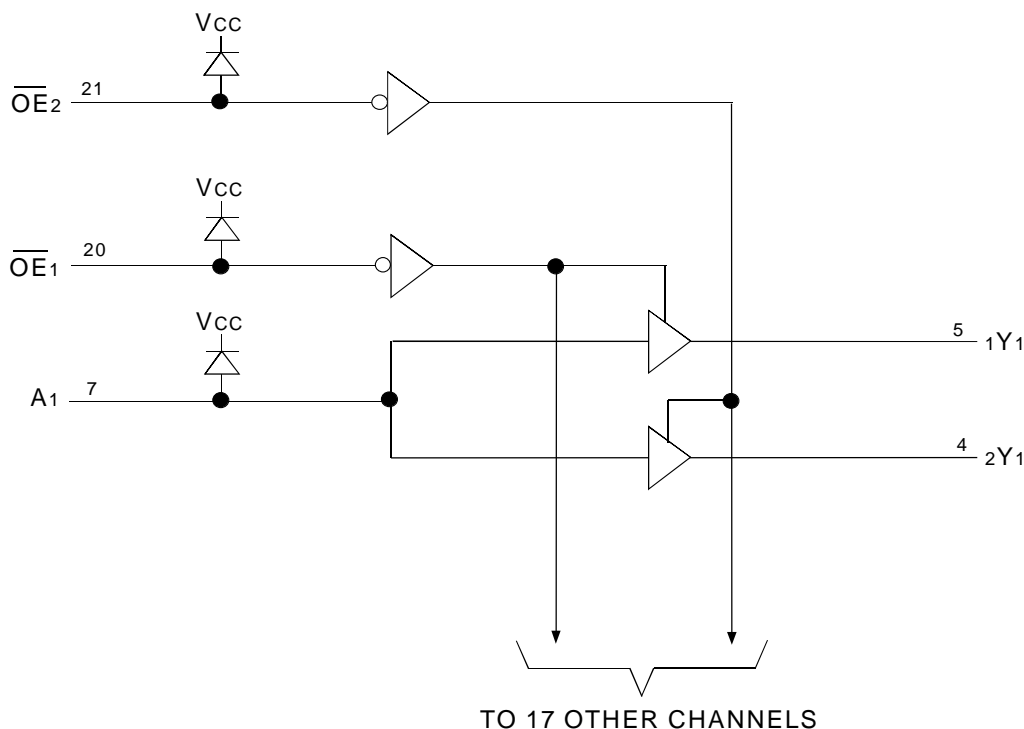 VCC
OE2 21
VCC
OE1 20
VCC
A1 7
5 1Y1
4 2Y1
TO 17 OTHER CHANNELS